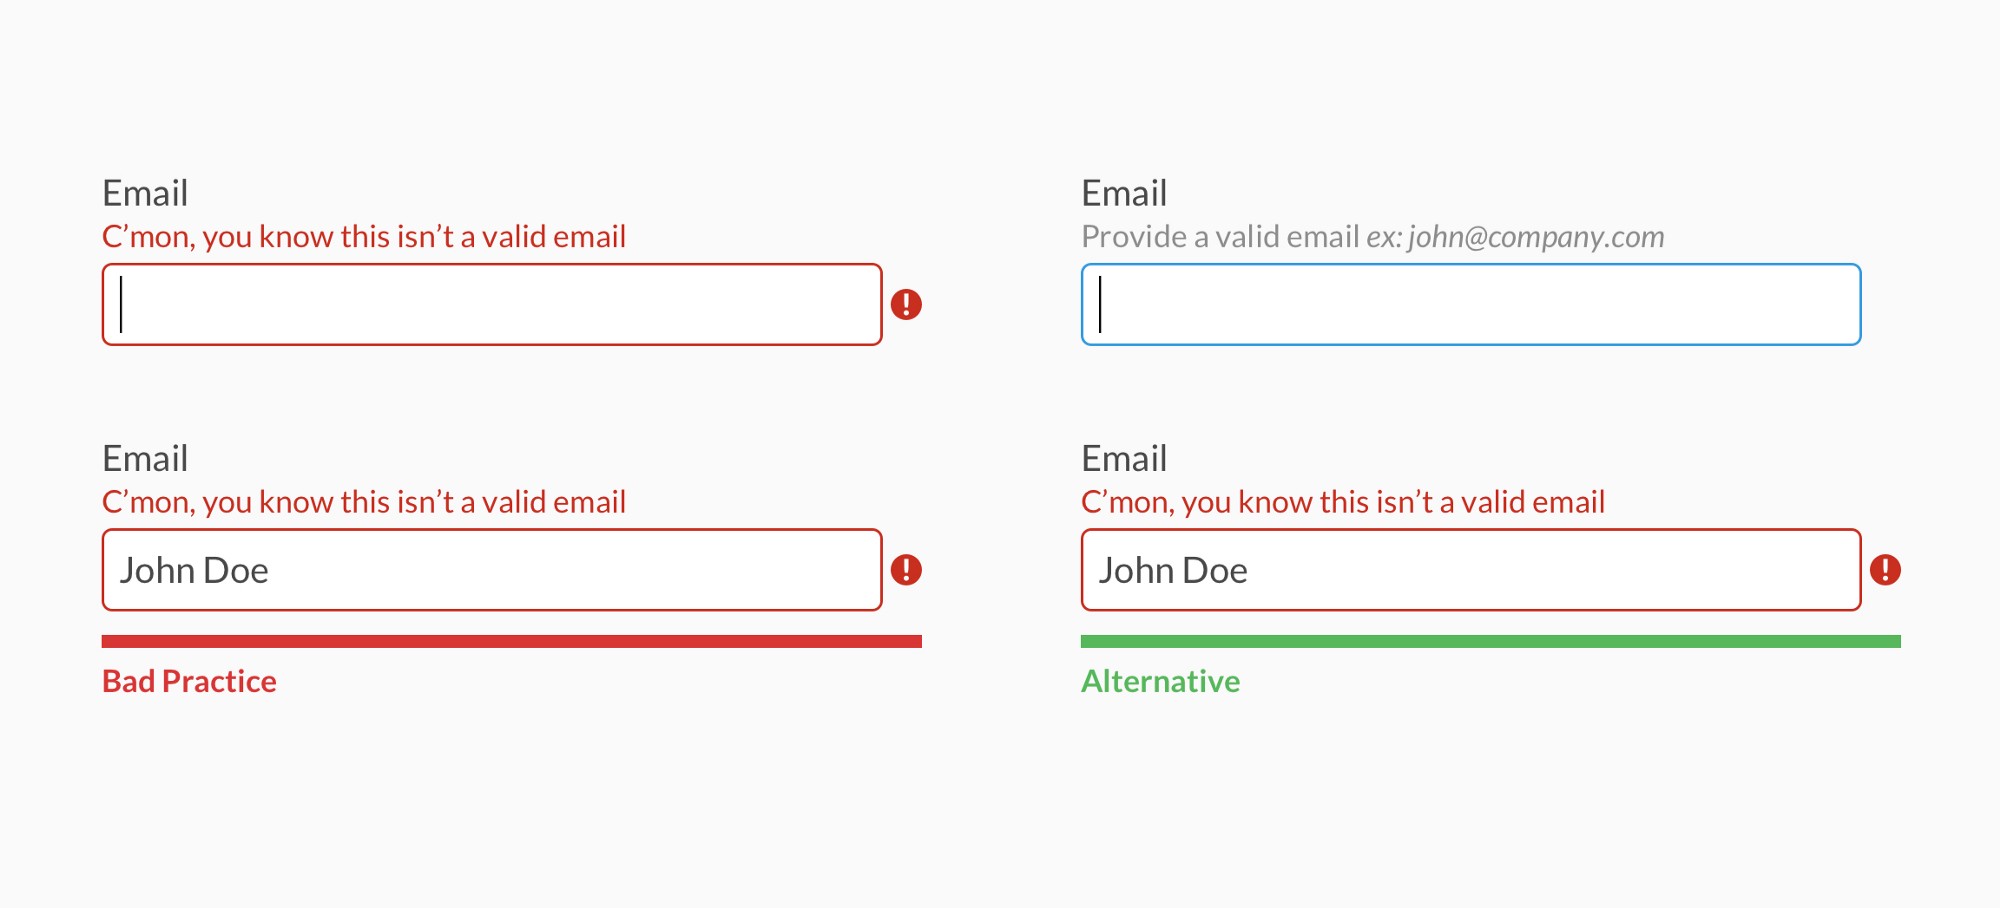 Email
C’mon, you know this isn’t a valid email
Email
C’mon, you know this isn’t a valid email
John Doe
Bad Practice
Email
Provide a valid email ex: john@company.com
Email
C’mon, you know this isn’t a valid email
John Doe
Alternative